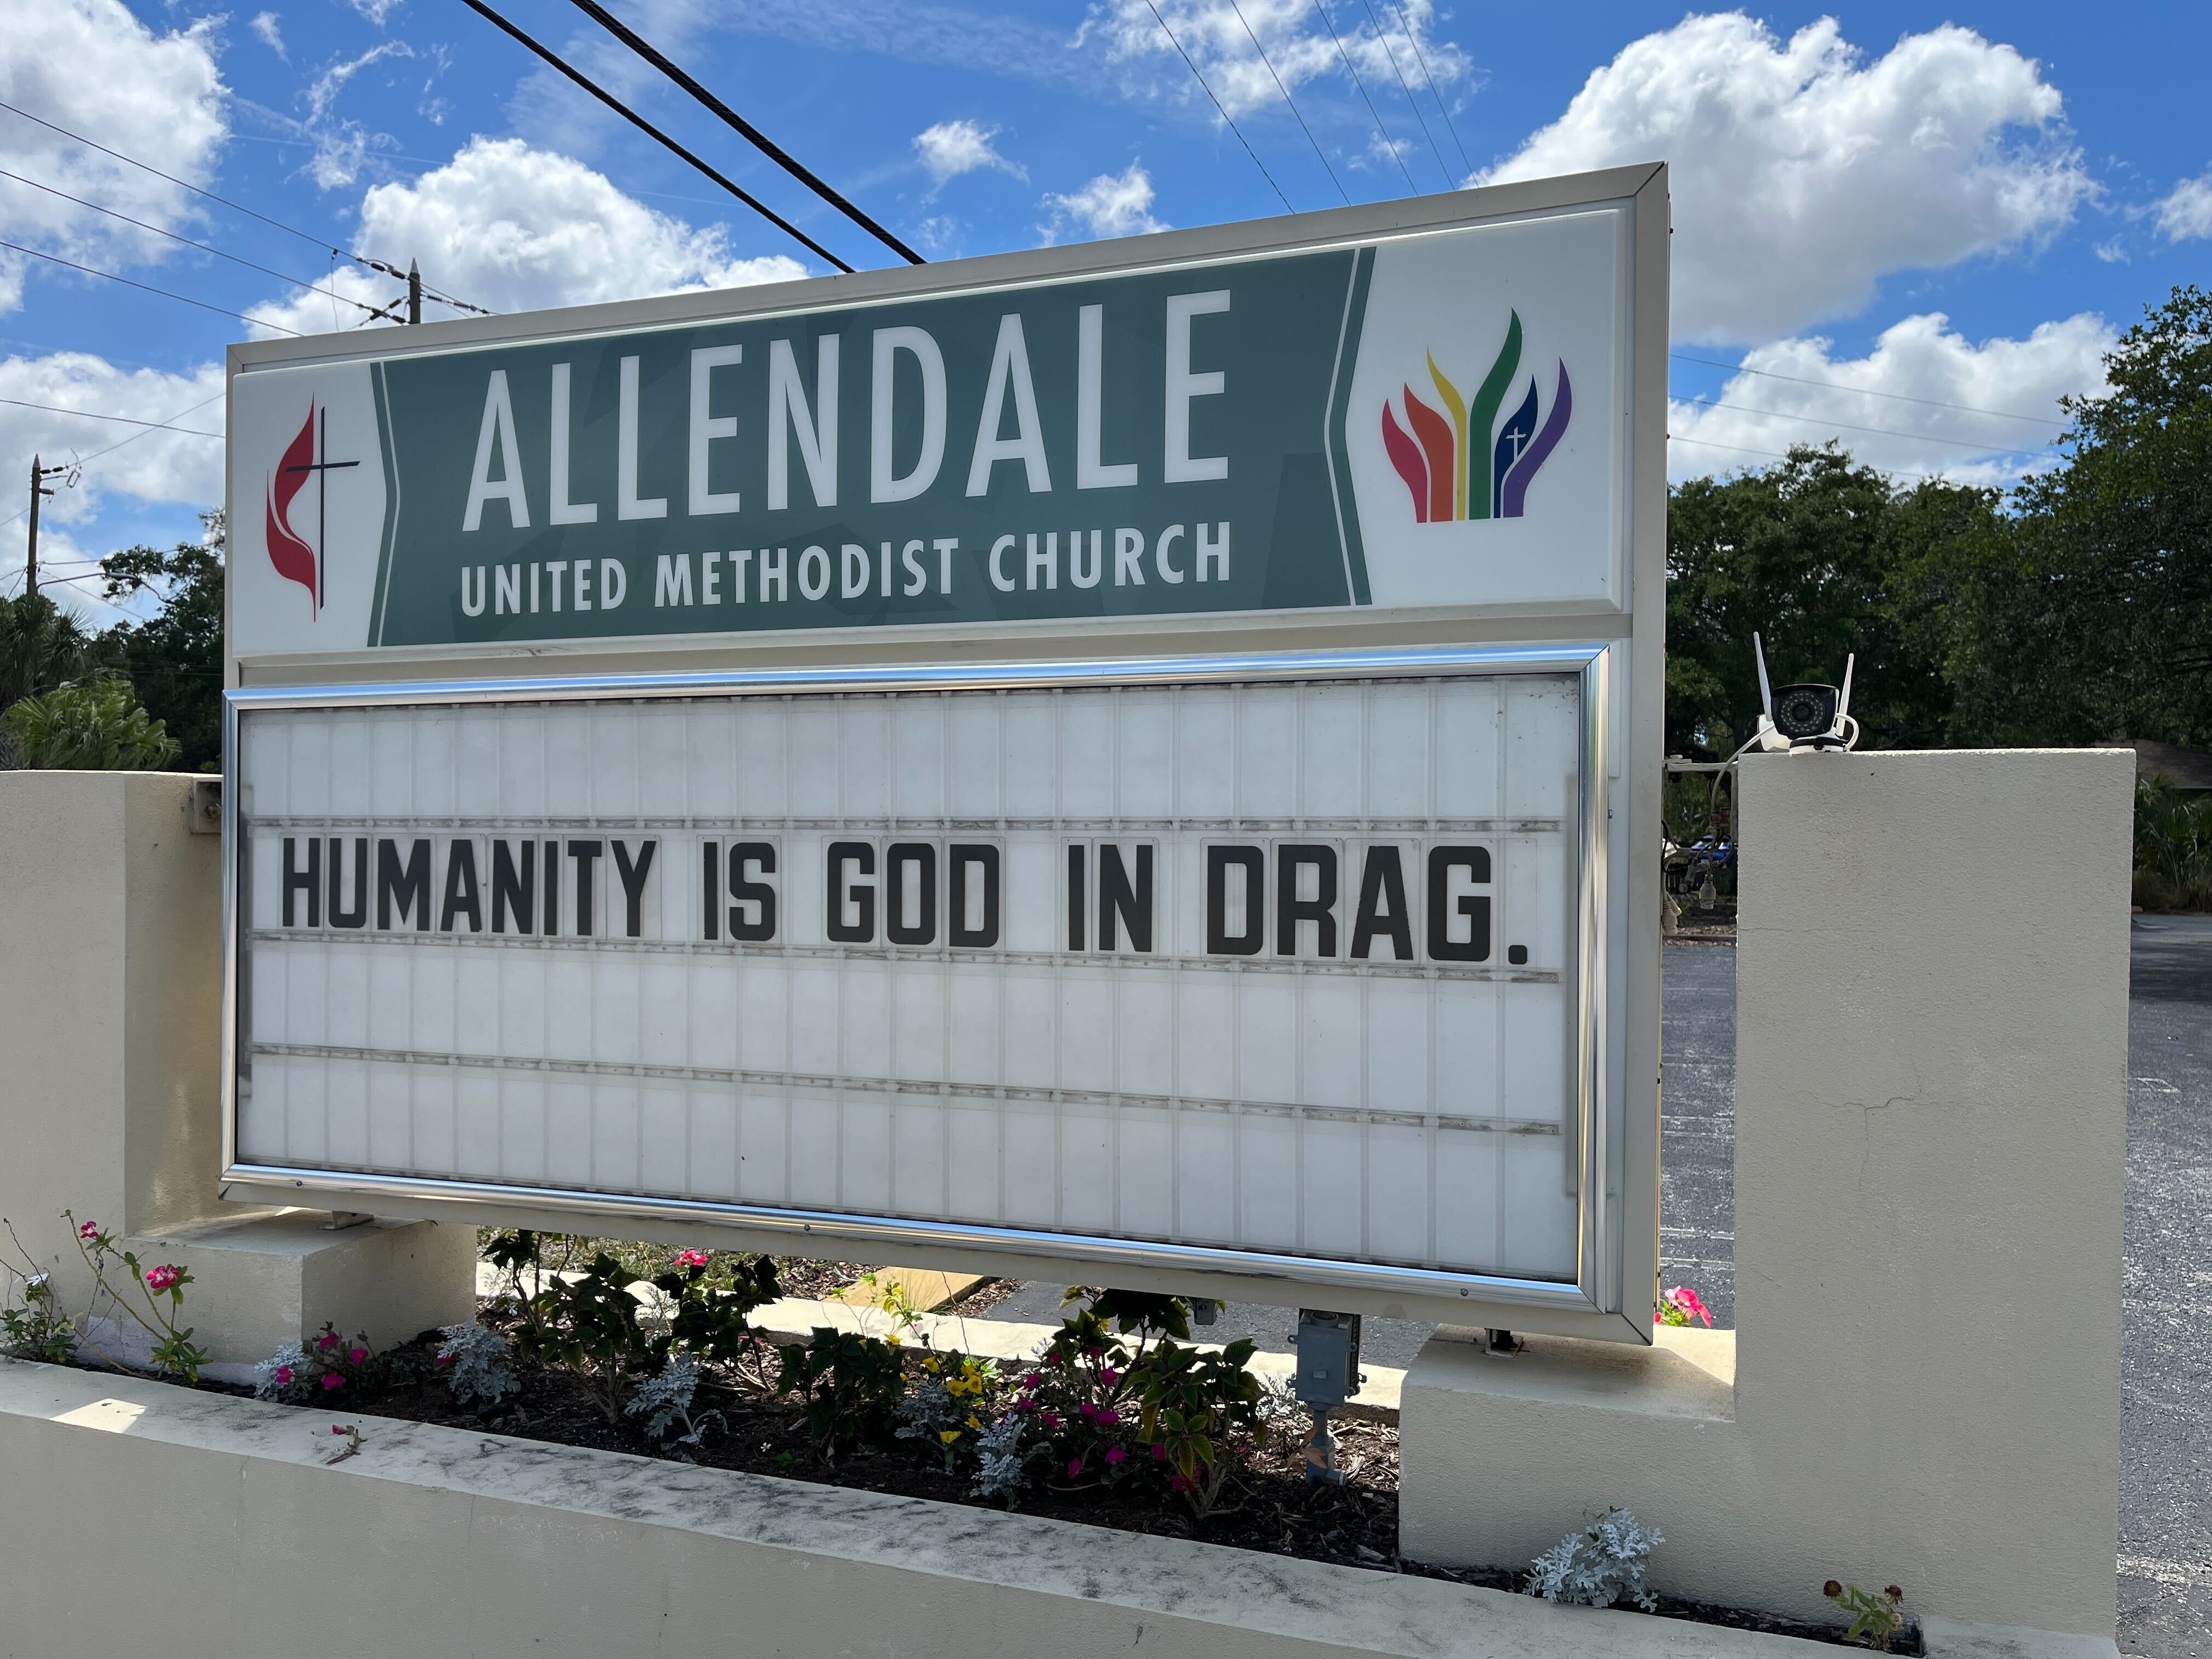 ALLENDALE
UNITED METHODIST CHURCH
HUMANITY IS GOD IN DRAG.